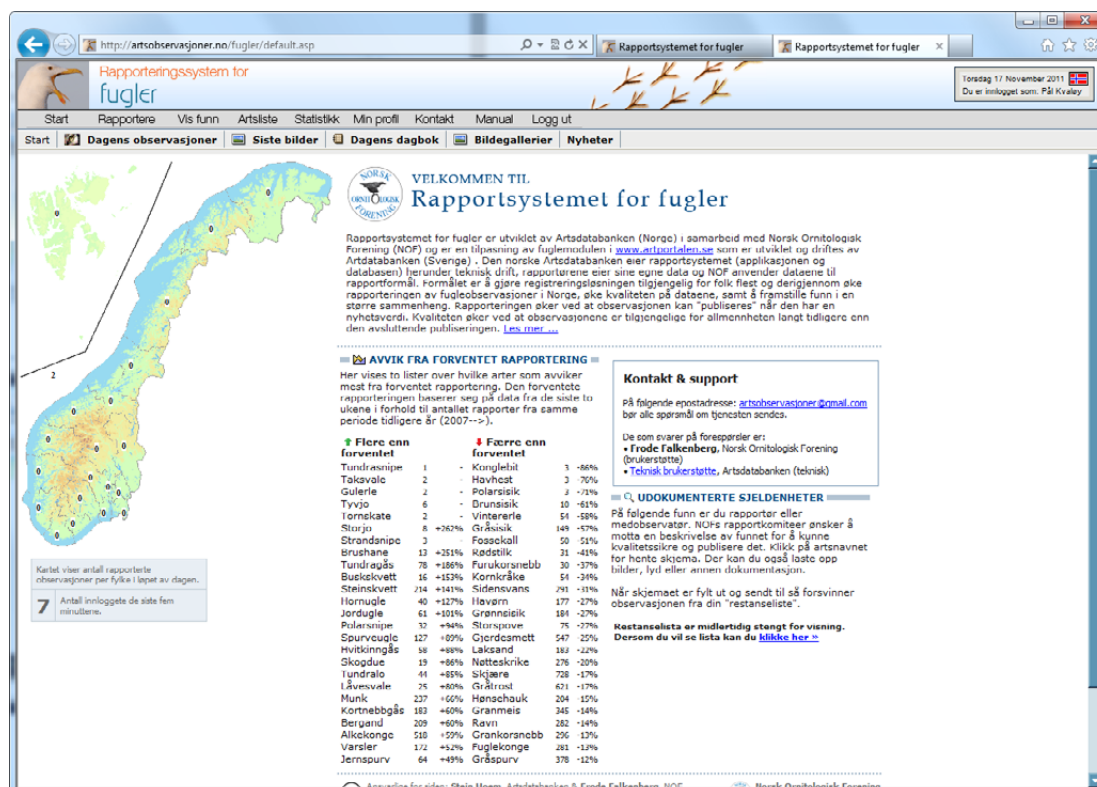 http://artsobservasjoner.no/fugler/default.asp
Rapportsystemet for fugler
Rapportsystemet for fugler
Rapporteringssystem for
fugler
Torsdag 17 November 2011
Du er innlogget som: Pål Kvaløy
Start Rapportere Vis funn Artsliste Statistikk Min profil Kontakt Manual Logg ut
Start Dagens observasjoner Siste bilder Dagens dagbok Bildegallerier Nyheter
NORSK
ORNITOLOGISK
FORENING
VELKOMMEN TIL
Rapportsystemet for fugler
Rapportsystemet for fugler er utviklet av Artsdatabanken (Norge) i samarbeid med Norsk Ornitologisk
Forening (NOF) og er en tilpasning av fuglemodulen i www.artportalen.se som er utviklet og driftes av
Artdatabanken (Sverige) . Den norske Artsdatabanken eier rapportsystemet (applikasjonen og
databasen) herunder teknisk drift, rapportørene eier sine egne data og NOF anvender dataene til
rapportformål. Formålet er å gjøre registreringsløsningen tilgjengelig for folk flest og derigjennom øke
rapporteringen av fugleobservasjoner i Norge, øke kvaliteten på dataene, samt å framstille funn i en
større sammenheng. Rapporteringen øker ved at observasjonen kan "publiseres" når den har en
nyhetsverdi. Kvaliteten øker ved at observasjonene er tilgjengelige for allmennheten langt tidligere enn
den avsluttende publiseringen. Les mer ...
2
Kartet viser antall rapporterte
observasjoner per fylke i løpet av dagen.
7 Antall innloggete de siste fem
minuttene.
AVVIK FRA FORVENTET RAPPORTERING
Her vises to lister over hvilke arter som avviker
mest fra forventet rapportering. Den forventete
rapporteringen baserer seg på data fra de siste to
ukene i forhold til antallet rapporter fra samme
periode tidligere år (2007-->).
Flere enn forventet
Færre enn forventet
Tundrasnipe 1 - Konglebit 3 -86%
Taksvale 2 - Havhest 3 -76%
Gulerle 2 - Polarsisik 3 -71%
Tyvjo 6 - Brunsisik 10 -61%
Tornskate 2 - Vintererle 54 -58%
Storjo 8 +262% Gråsisik 149 -57%
Strandsnipe 3 - Fossekall 50 -51%
Brushane 13 +251% Rødstilk 31 -41%
Tundragås 78 +186% Furukorsnebb 30 -37%
Buskskvett 16 +153% Kornkråke 54 -34%
Steinskvett 214 +141% Sidensvans 291 -31%
Hornugle 40 +127% Havørn 177 -27%
Jordugle 61 +101% Grønnsisik 184 -27%
Polarsnipe 32 +94% Storspove 75 -27%
Spurveugle 127 +89% Gjerdesmett 547 -25%
Hvitkinngås 58 +88% Laksand 183 -22%
Skogdue 19 +86% Nøtteskrike 276 -20%
Tundralo 44 +85% Skjære 728 -17%
Låvesvale 25 +80% Gråtrost 621 -17%
Munk 237 +66% Hønsehauk 204 -15%
Kortnebbgås 183 +60% Granmeis 345 -14%
Bergand 209 +60% Ravn 282 -14%
Alkekonge 518 +59% Grankorsnebb 296 -13%
Varsler 172 +52% Fuglekonge 281 -13%
Jernspurv 64 +49% Gråspurv 378 -12%
Kontakt & support
På følgende epostadresse: artsobservasjoner@gmail.com
bør alle spørsmål om tjenesten sendes.
De som svarer på forespørsler er:
• Frode Falkenberg, Norsk Ornitologisk Forening
(brukerstøtte)
• Teknisk brukerstøtte, Artsdatabanken (teknisk)
UDOKUMENTERTE SJELDENHETER
På følgende funn er du rapportør eller
medobservatør. NOFs rapportkomiteer ønsker å
motta en beskrivelse av funnet for å kunne
kvalitetssikre og publisere det. Klikk på artsnavnet
for hente skjema. Der kan du også laste opp
bilder, lyd eller annen dokumentasjon.
Når skjemaet er fylt ut og sendt til så forsvinner
observasjonen fra din "restanseliste".
Restanselista er midlertidig stengt for visning.
Dersom du vil se lista kan du klikke her »